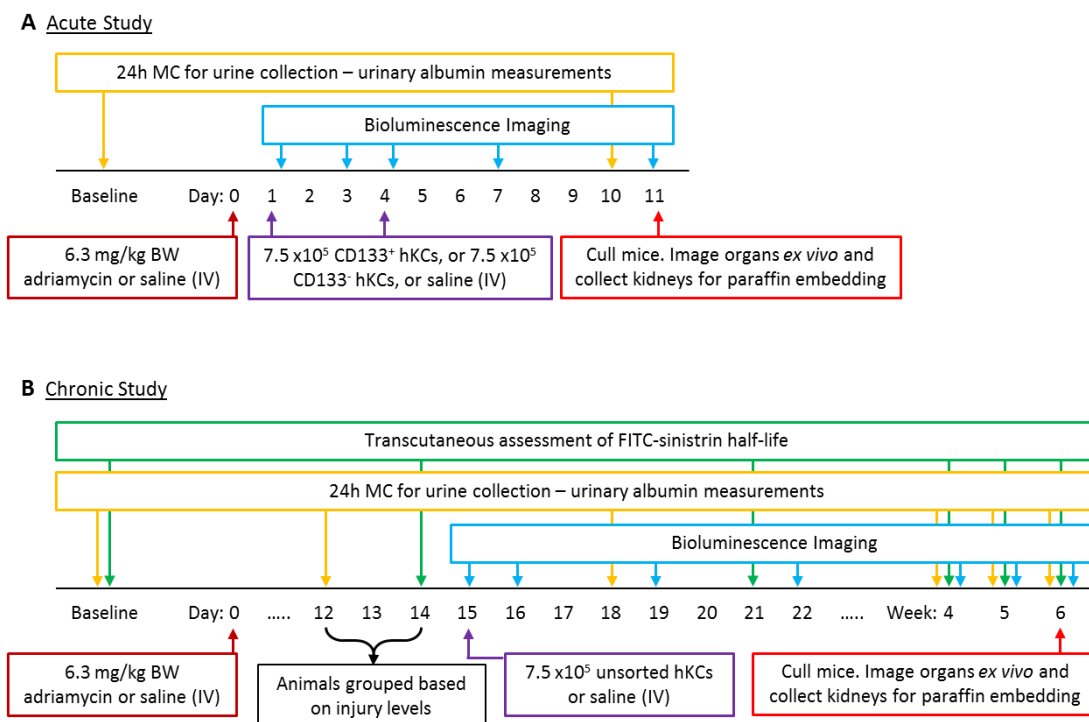 A Acute Study
24h MC for urine collection – urinary albumin measurements
Bioluminescence Imaging
Baseline Day: 0 1 2 3 4 5 6 7 8 9 10 11
6.3 mg/kg BW
adriamycin or saline (IV)
7.5 x10⁵ CD133⁺ hKCs, or 7.5 x10⁵
CD133⁻ hKCs, or saline (IV)
Cull mice. Image organs ex vivo and
collect kidneys for paraffin embedding
B Chronic Study
Transcutaneous assessment of FITC-sinistrin half-life
24h MC for urine collection – urinary albumin measurements
Bioluminescence Imaging
Baseline Day: 0 ..... 12 13 14 15 16 17 18 19 20 21 22 ..... Week: 4 5 6
6.3 mg/kg BW
adriamycin or saline (IV)
Animals grouped based
on injury levels
7.5 x10⁵ unsorted hKCs
or saline (IV)
Cull mice. Image organs ex vivo and
collect kidneys for paraffin embedding